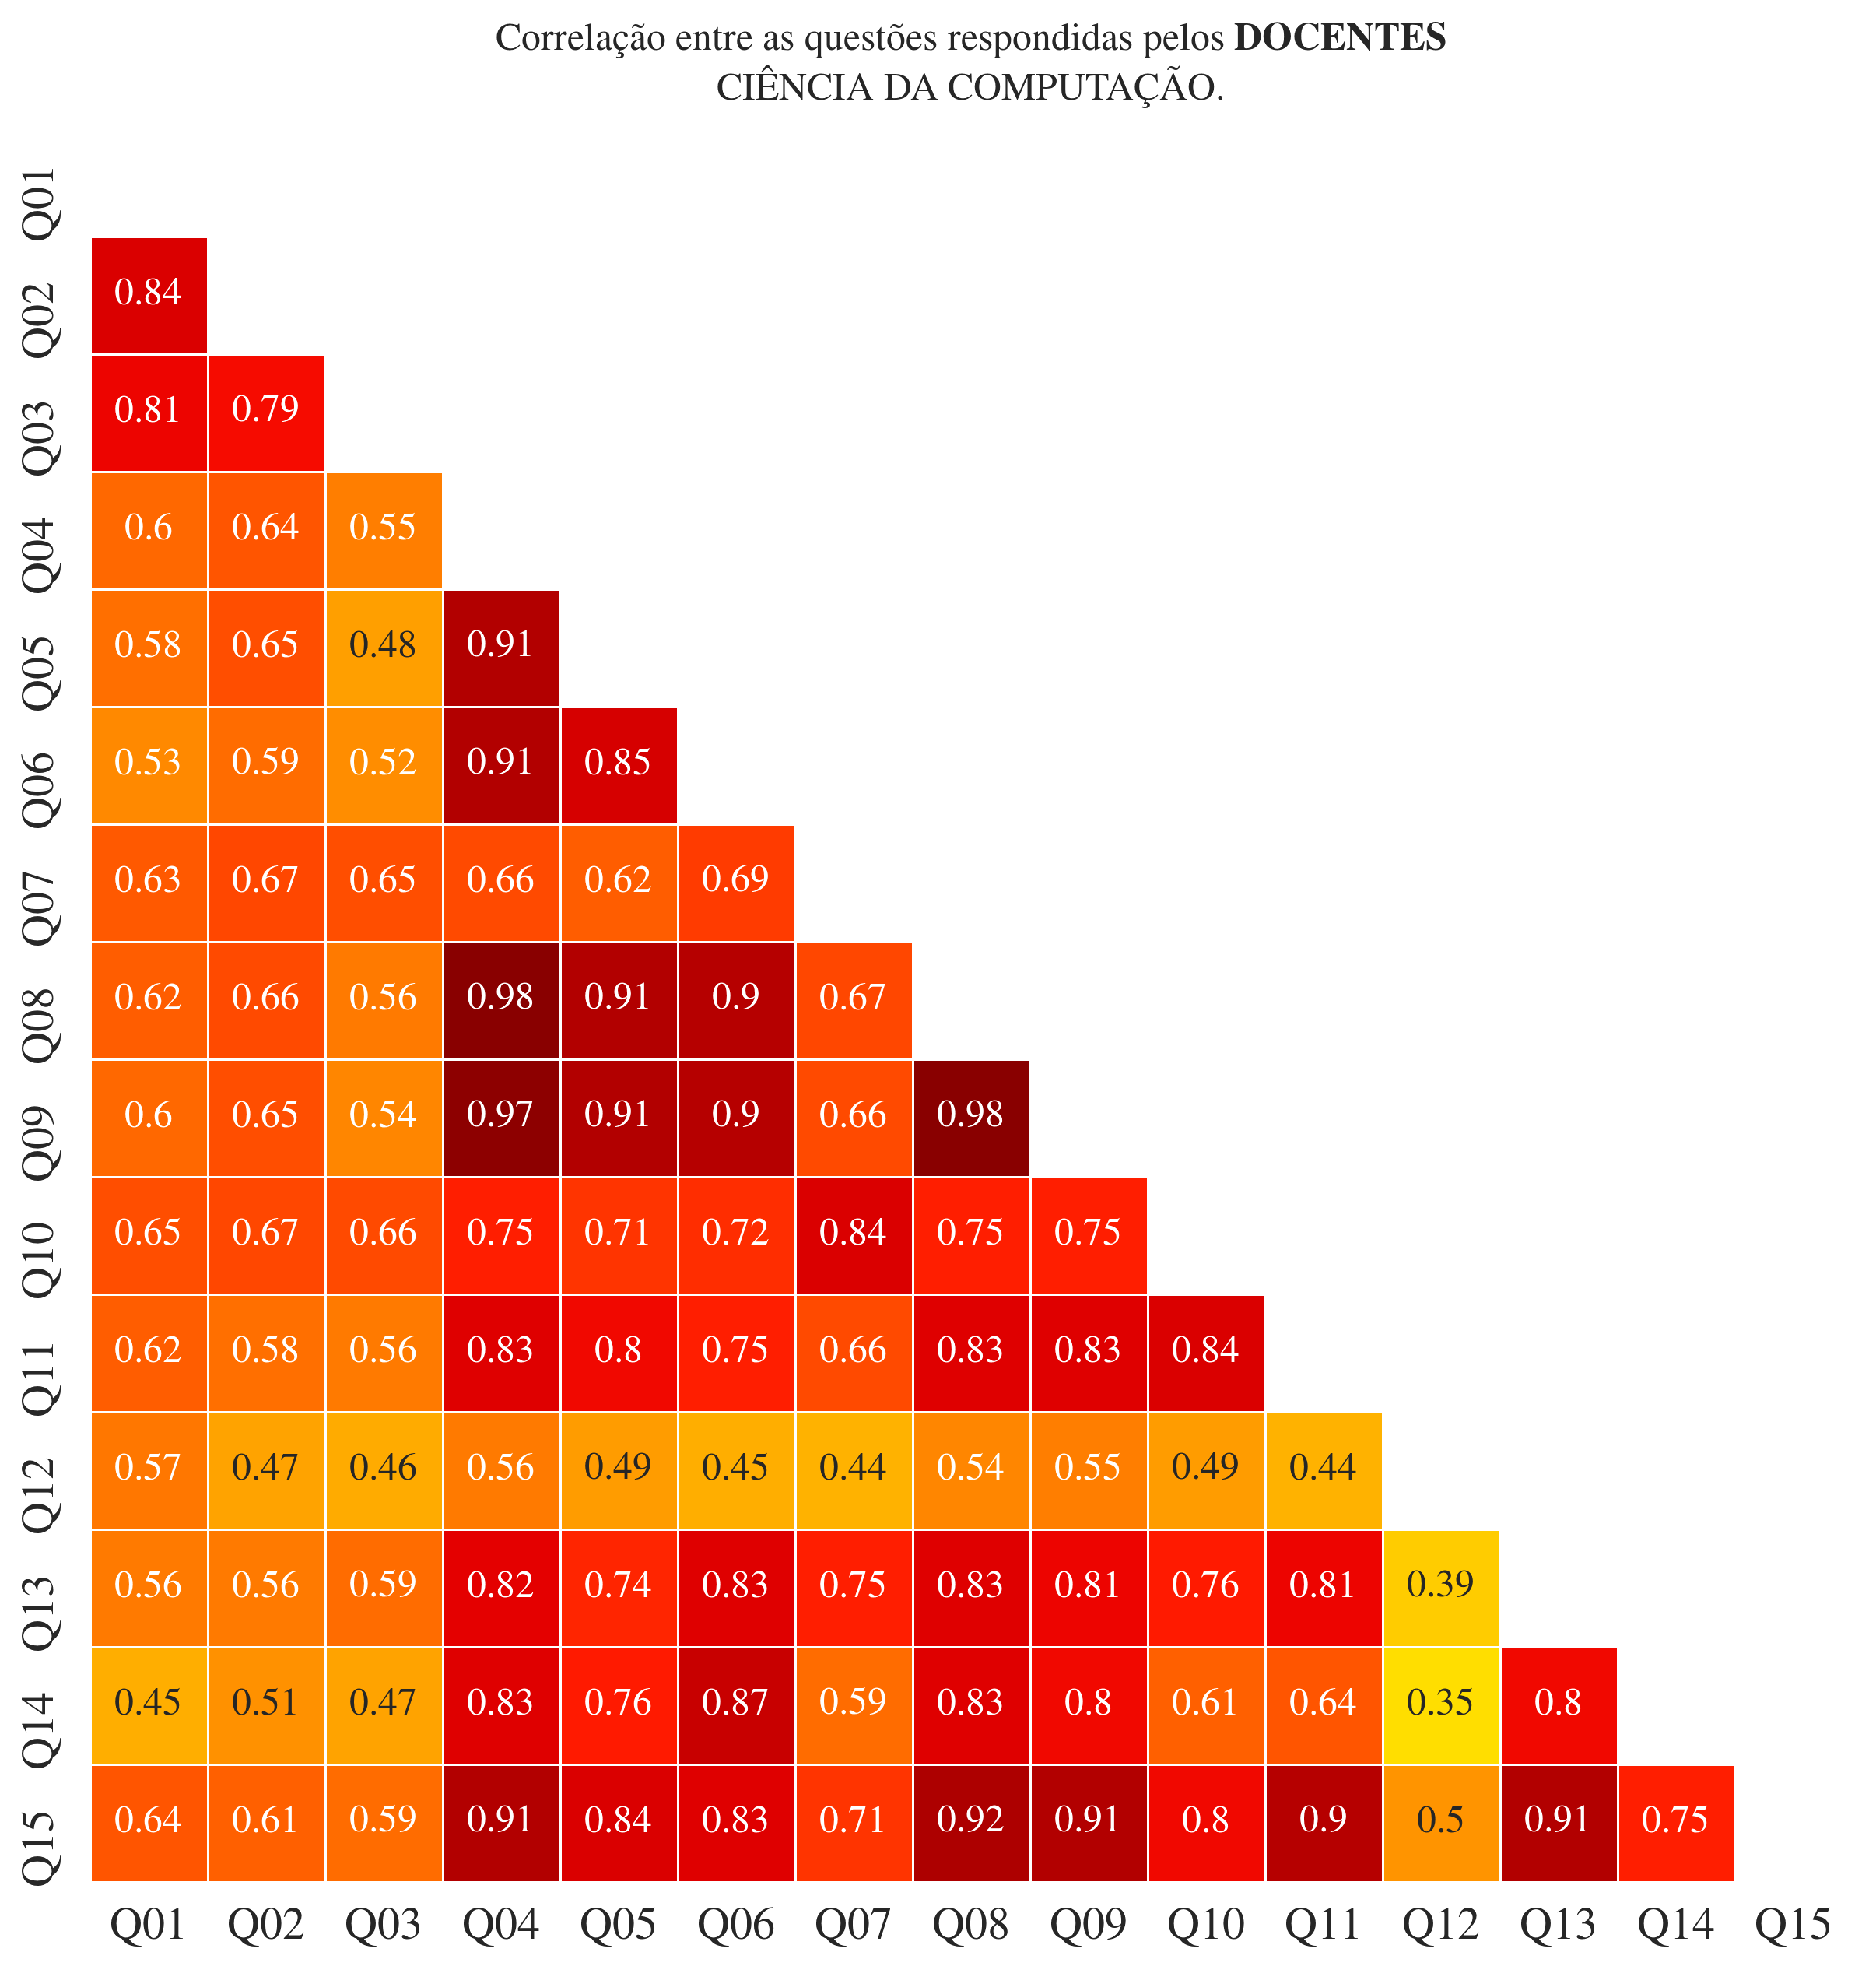 Correlação entre as questões respondidas pelos DOCENTES
CIÊNCIA DA COMPUTAÇÃO.
Q01
Q02 0.84
Q03 0.81 0.79
Q04 0.6 0.64 0.55
Q05 0.58 0.65 0.48 0.91
Q06 0.53 0.59 0.52 0.91 0.85
Q07 0.63 0.67 0.65 0.66 0.62 0.69
Q08 0.62 0.66 0.56 0.98 0.91 0.9 0.67
Q09 0.6 0.65 0.54 0.97 0.91 0.9 0.66 0.98
Q10 0.65 0.67 0.66 0.75 0.71 0.72 0.84 0.75 0.75
Q11 0.62 0.58 0.56 0.83 0.8 0.75 0.66 0.83 0.83 0.84
Q12 0.57 0.47 0.46 0.56 0.49 0.45 0.44 0.54 0.55 0.49 0.44
Q13 0.56 0.56 0.59 0.82 0.74 0.83 0.75 0.83 0.81 0.76 0.81 0.39
Q14 0.45 0.51 0.47 0.83 0.76 0.87 0.59 0.83 0.8 0.61 0.64 0.35 0.8
Q15 0.64 0.61 0.59 0.91 0.84 0.83 0.71 0.92 0.91 0.8 0.9 0.5 0.91 0.75
Q01 Q02 Q03 Q04 Q05 Q06 Q07 Q08 Q09 Q10 Q11 Q12 Q13 Q14 Q15